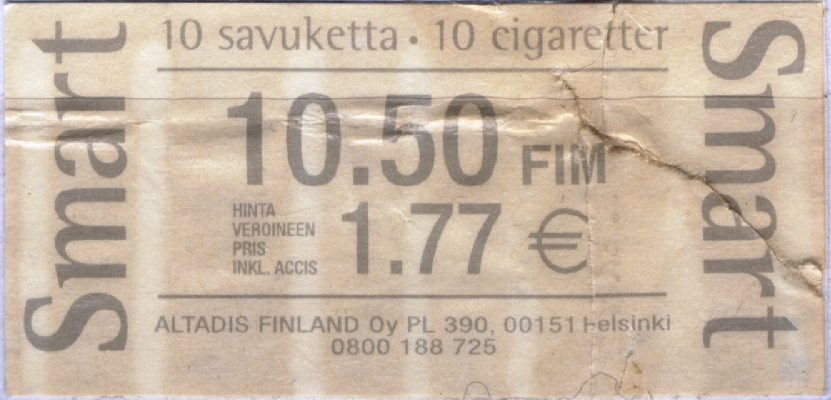 Smart
10 savuketta · 10 cigaretter
10.50 FIM
HINTA
VEROINEEN
PRIS
INKL. ACCIS
1.77 €
ALTADIS FINLAND Oy PL 390, 00151 Helsinki
0800 188 725
Smart